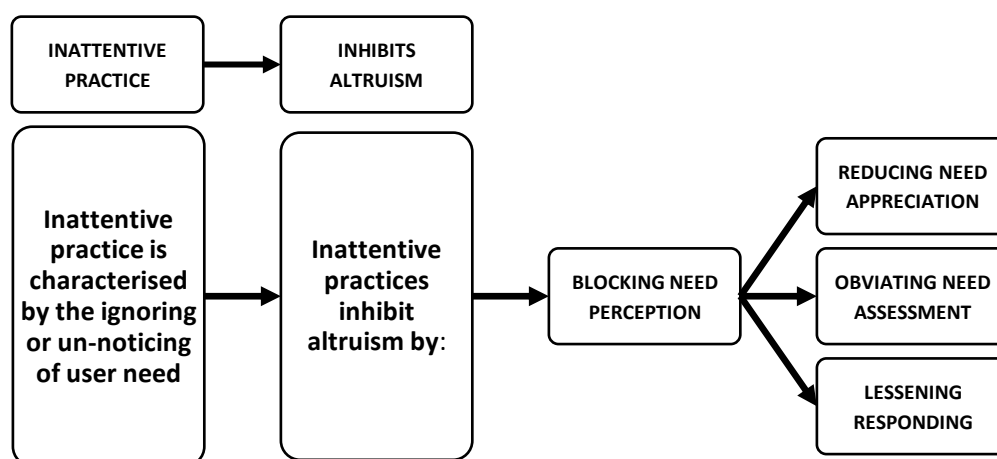 INATTENTIVE
PRACTICE
INHIBITS
ALTRUISM
Inattentive
practice is
characterised
by the ignoring
or un-noticing
of user need
Inattentive
practices
inhibit
altruism by:
BLOCKING NEED
PERCEPTION
REDUCING NEED
APPRECIATION
OBVIATING NEED
ASSESSMENT
LESSENING
RESPONDING